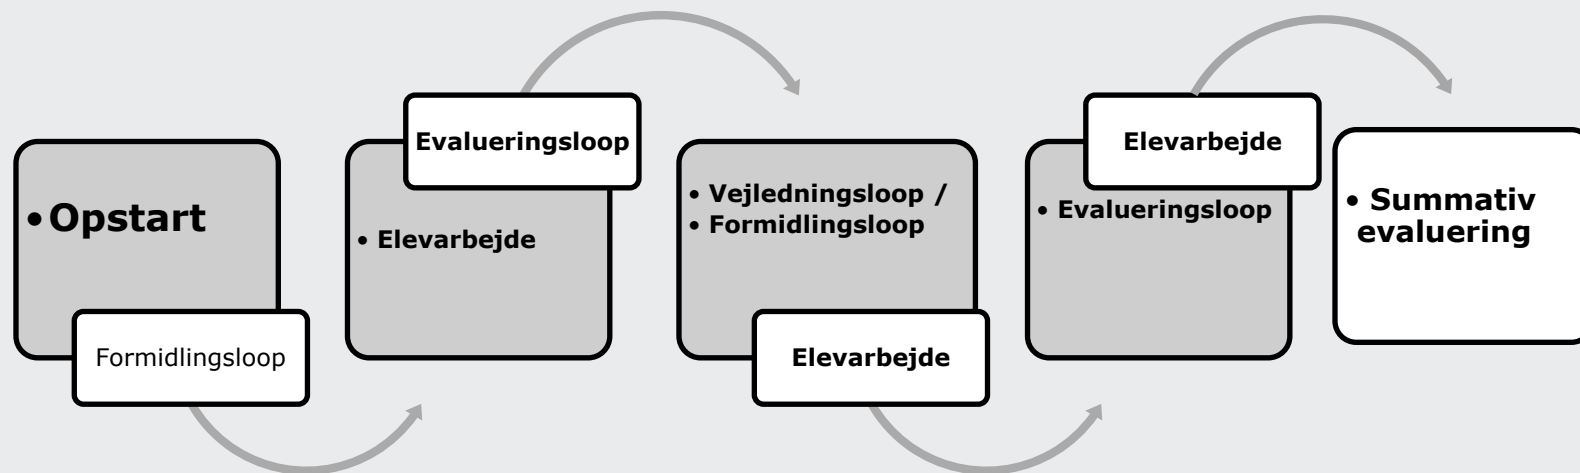 • Opstart
Formidlingsloop
Evalueringsloop
• Elevarbejde
• Vejledningsloop /
• Formidlingsloop
Elevarbejde
Elevarbejde
• Evalueringsloop
• Summativ
evaluering